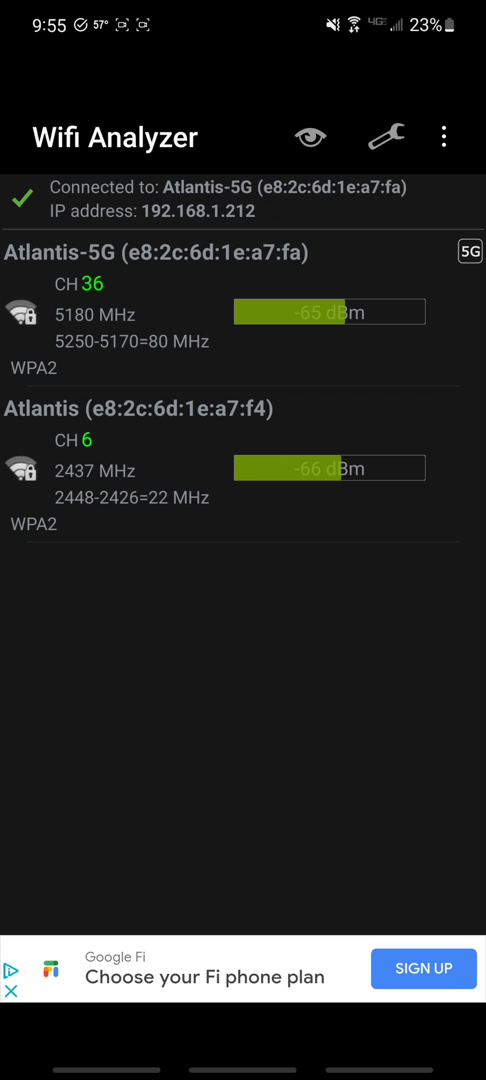 9:55 57° 4GE 23%
Wifi Analyzer
Connected to: Atlantis-5G (e8:2c:6d:1e:a7:fa)
IP address: 192.168.1.212
Atlantis-5G (e8:2c:6d:1e:a7:fa) 5G
CH 36
5180 MHz -65 dBm
5250-5170=80 MHz
WPA2
Atlantis (e8:2c:6d:1e:a7:f4)
CH 6
2437 MHz -66 dBm
2448-2426=22 MHz
WPA2
Google Fi
Choose your Fi phone plan
SIGN UP